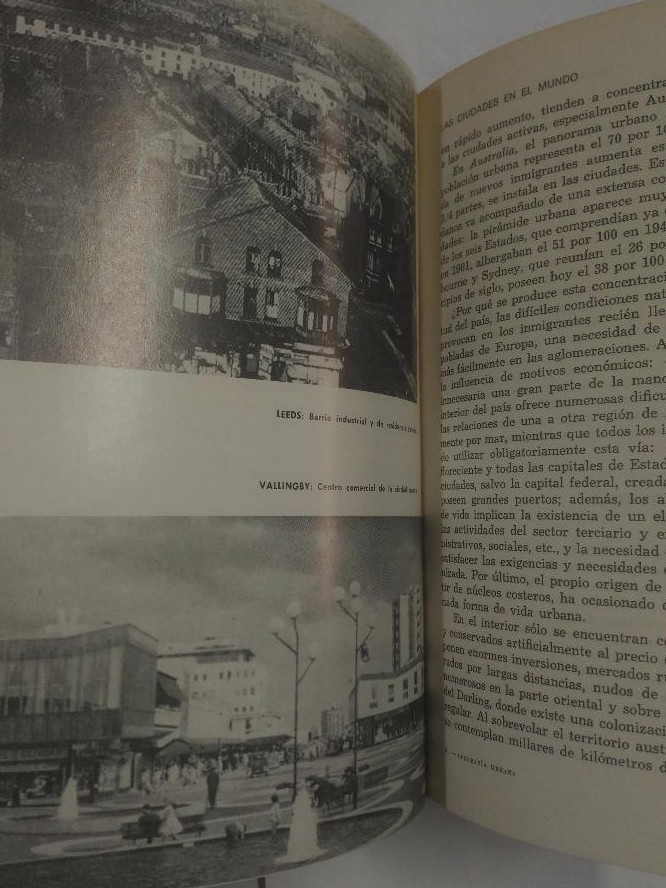 LEEDS: Barrio industrial y de
VALLINGBY: Centro comercial de la
LAS CIUDADES EN EL MUNDO
en rápido aumento, tienden a concentra
a las ciudades activas, especialmente Au
En Australia, el panorama urbano
población urbana representa el 70 por 10
de nuevos inmigrantes aumenta es
3/4 partes, se instala en las ciudades. Es
danos va acompañado de una extensa co
dades: la pirámide urbana aparece muy
de los seis Estados, que comprendían ya
en 1901, albergaban el 51 por 100 en 194
bourne y Sydney, que reunían el 26 po
cipios de siglo, poseen hoy el 38 por 100
¿Por qué se produce esta concentraci
tud del país, las difíciles condiciones nat
provocan en los inmigrantes recién lle
pobladas de Europa, una necesidad de
más fácilmente en las aglomeraciones. A
la influencia de motivos económicos:
innecesaria una gran parte de la mano
interior del país ofrece numerosas dificu
las relaciones de una a otra región de
mente por mar, mientras que todos los i
de utilizar obligatoriamente esta vía:
floreciente y todas las capitales de Estad
ciudades, salvo la capital federal, cread
poseen grandes puertos; además, los a
de vida implican la existencia de un el
las actividades del sector terciario y e
nistrativos, sociales, etc., y la necesidad
satisfacer las exigencias y necesidades
nizada. Por último, el propio origen de
tor de núcleos costeros, ha ocasionado
nada forma de vida urbana.
En el interior sólo se encuentran c
y conservados artificialmente al precio
ponen enormes inversiones, mercados ru
rados por largas distancias, nudos de
numerosos en la parte oriental y sobre
del Darling, donde existe una colonizaci
regular. Al sobrevolar el territorio aust
se contemplan millares de kilómetros d
— GEOGRAFÍA URBANA